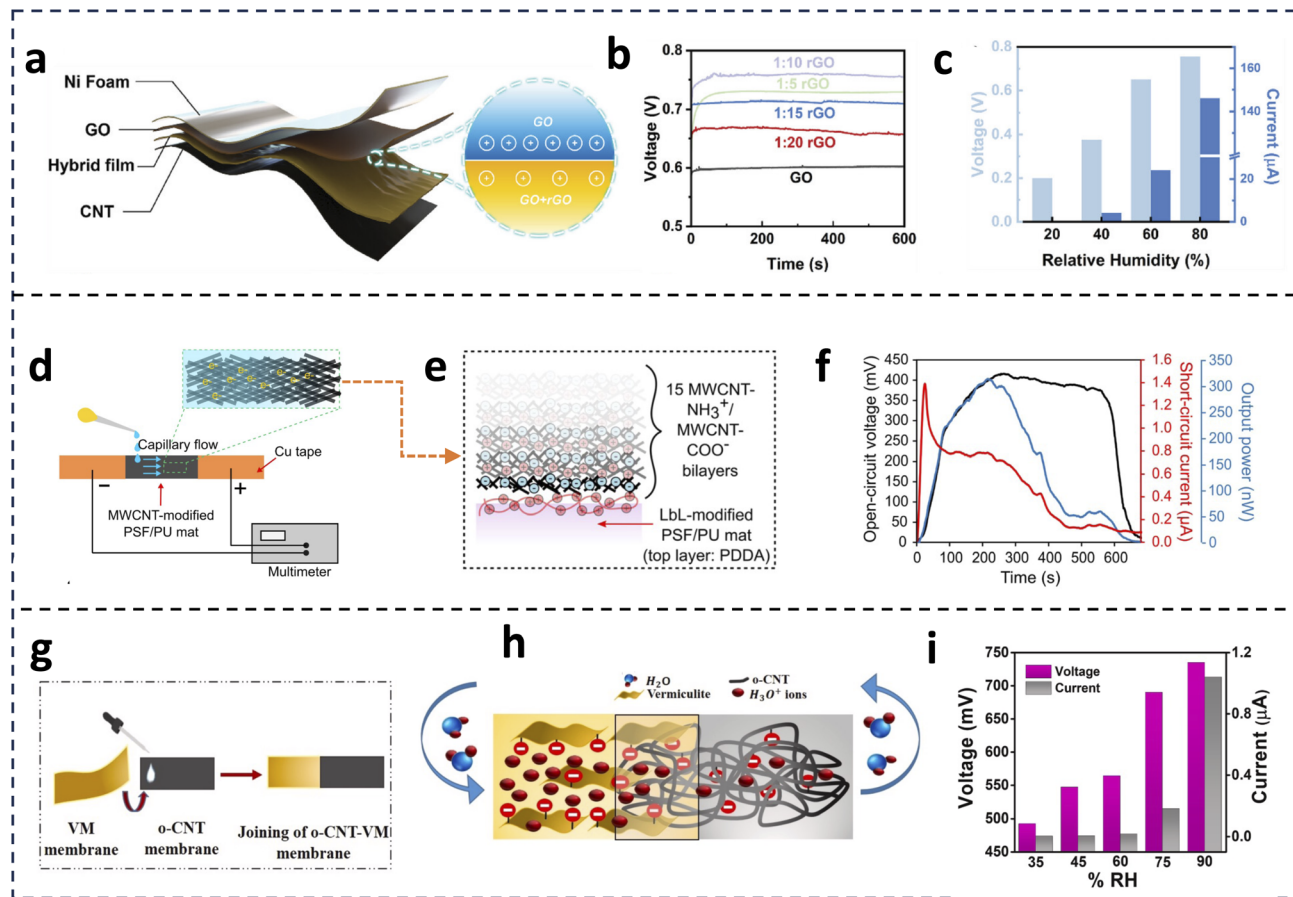 a
Ni Foam
GO
Hybrid film
CNT
GO
GO+rGO
b
Voltage (V)
0.8
0.7
0.6
0.5
1:10 rGO
1:5 rGO
1:15 rGO
1:20 rGO
GO
0 200 400 600
Time (s)
c
Voltage (V)
0.8
0.6
0.4
0.2
0.0
160
140
20
0
Current (μA)
20 40 60 80
Relative Humidity (%)
d
Capillary flow
Cu tape
−
+
MWCNT-modified
PSF/PU mat
Multimeter
e
15 MWCNT-
NH₃⁺/
MWCNT-
COO⁻
bilayers
LbL-modified
PSF/PU mat
(top layer: PDDA)
f
Open-circuit voltage (mV)
450
400
350
300
250
200
150
100
50
0
1.6
1.4
1.2
1.0
0.8
0.6
0.4
0.2
0.0
Short-circuit current (μA)
350
300
250
200
150
100
50
0
Output power (nW)
0 100 200 300 400 500 600
Time (s)
g
VM
membrane
o-CNT
membrane
Joining of o-CNT-VM
membrane
h
H₂O
o-CNT
Vermiculite
H₃O⁺ ions
i
Voltage (mV)
750
700
650
600
550
500
450
Voltage
Current
1.2
0.8
0.4
0.0
Current (μA)
35 45 60 75 90
% RH